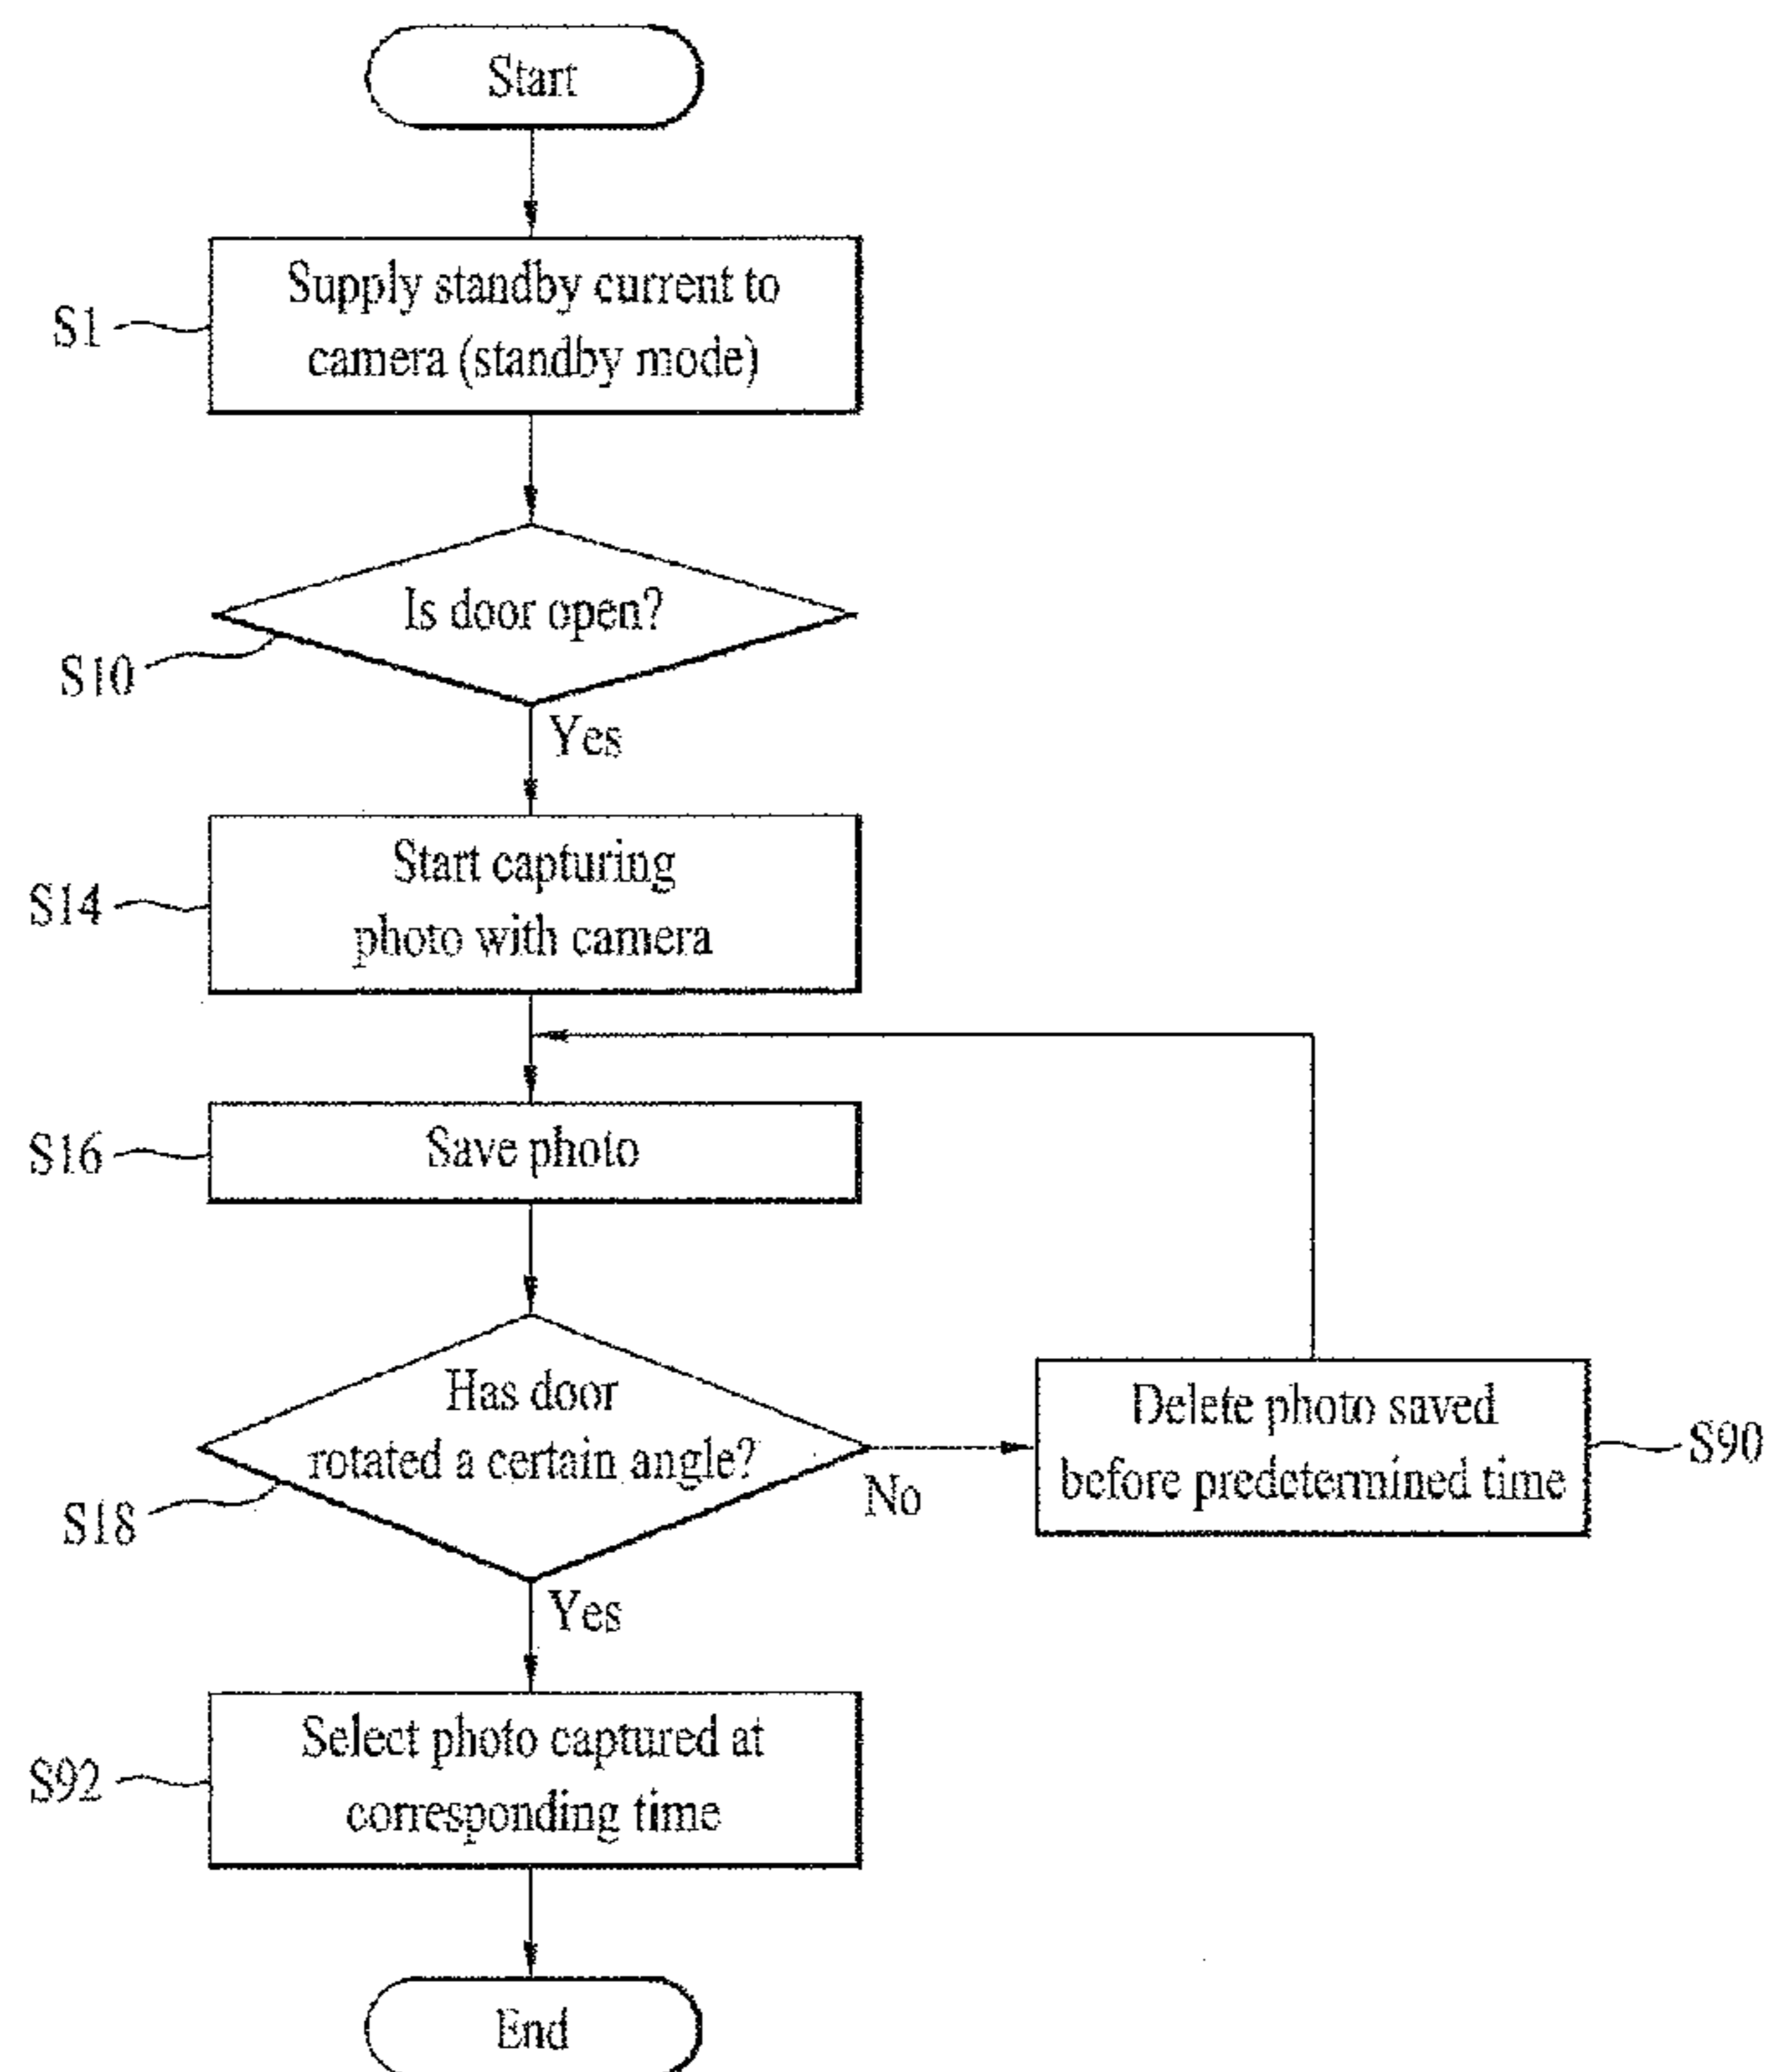 Start
S1
Supply standby current to
camera (standby mode)
Is door open?
S10
Yes
Start capturing
photo with camera
S14
S16
Save photo
Has door
rotated a certain angle?
S18
No
Delete photo saved
before predetermined time
S90
Yes
Select photo captured at
corresponding time
S92
End